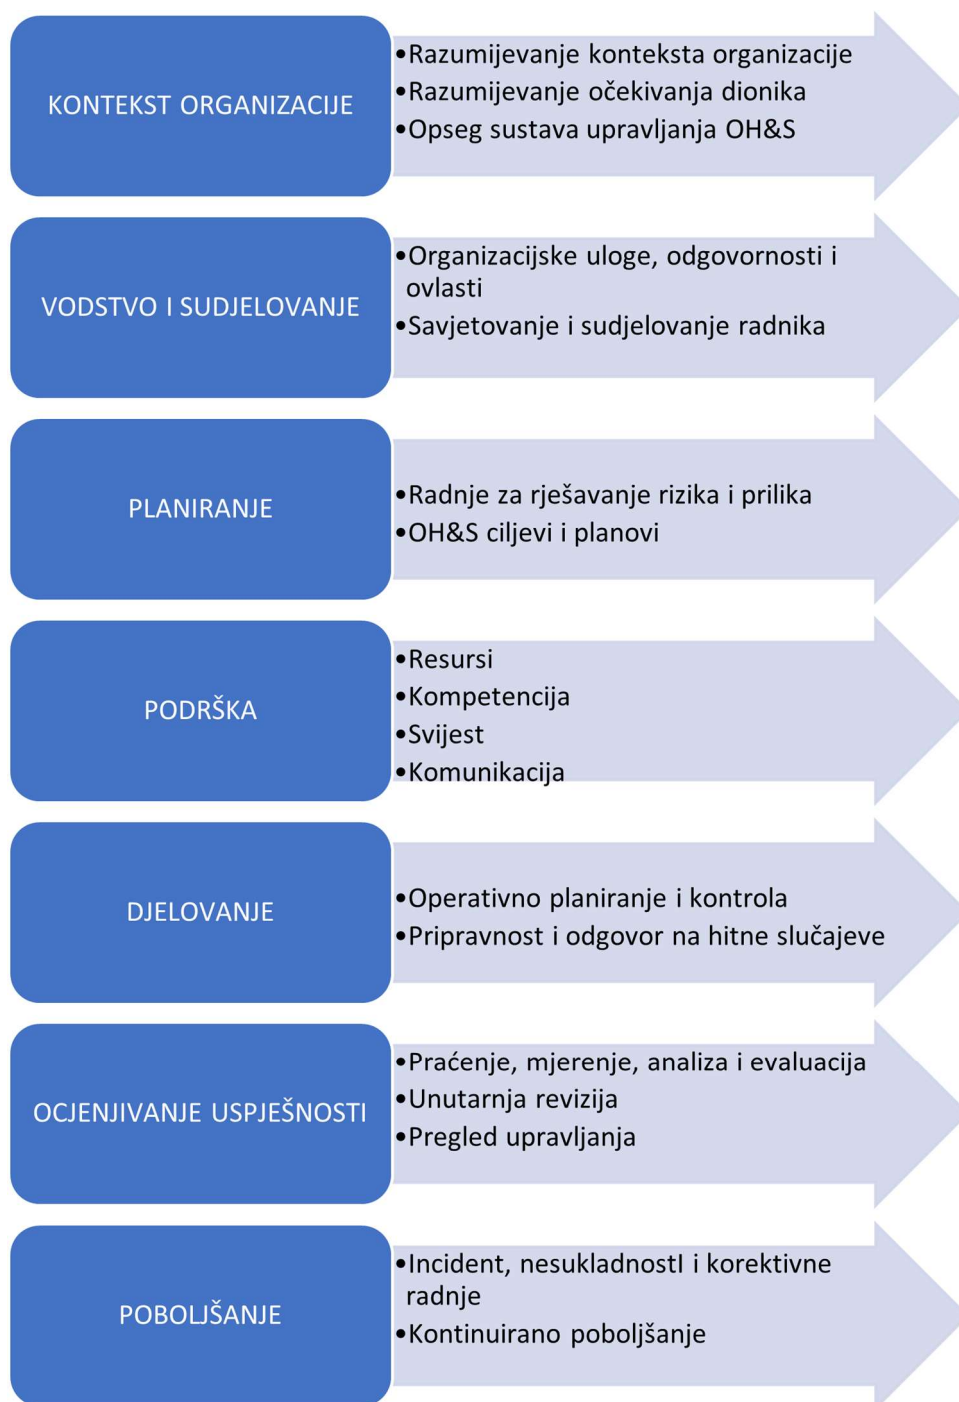 KONTEKST ORGANIZACIJE
•Razumijevanje konteksta organizacije
•Razumijevanje očekivanja dionika
•Opseg sustava upravljanja OH&S
VODSTVO I SUDJELOVANJE
•Organizacijske uloge, odgovornosti i
ovlasti
•Savjetovanje i sudjelovanje radnika
PLANIRANJE
•Radnje za rješavanje rizika i prilika
•OH&S ciljevi i planovi
PODRŠKA
•Resursi
•Kompetencija
•Svijest
•Komunikacija
DJELOVANJE
•Operativno planiranje i kontrola
•Pripravnost i odgovor na hitne slučajeve
OCJENJIVANJE USPJEŠNOSTI
•Praćenje, mjerenje, analiza i evaluacija
•Unutarnja revizija
•Pregled upravljanja
POBOLJŠANJE
•Incident, nesukladnostI i korektivne
radnje
•Kontinuirano poboljšanje